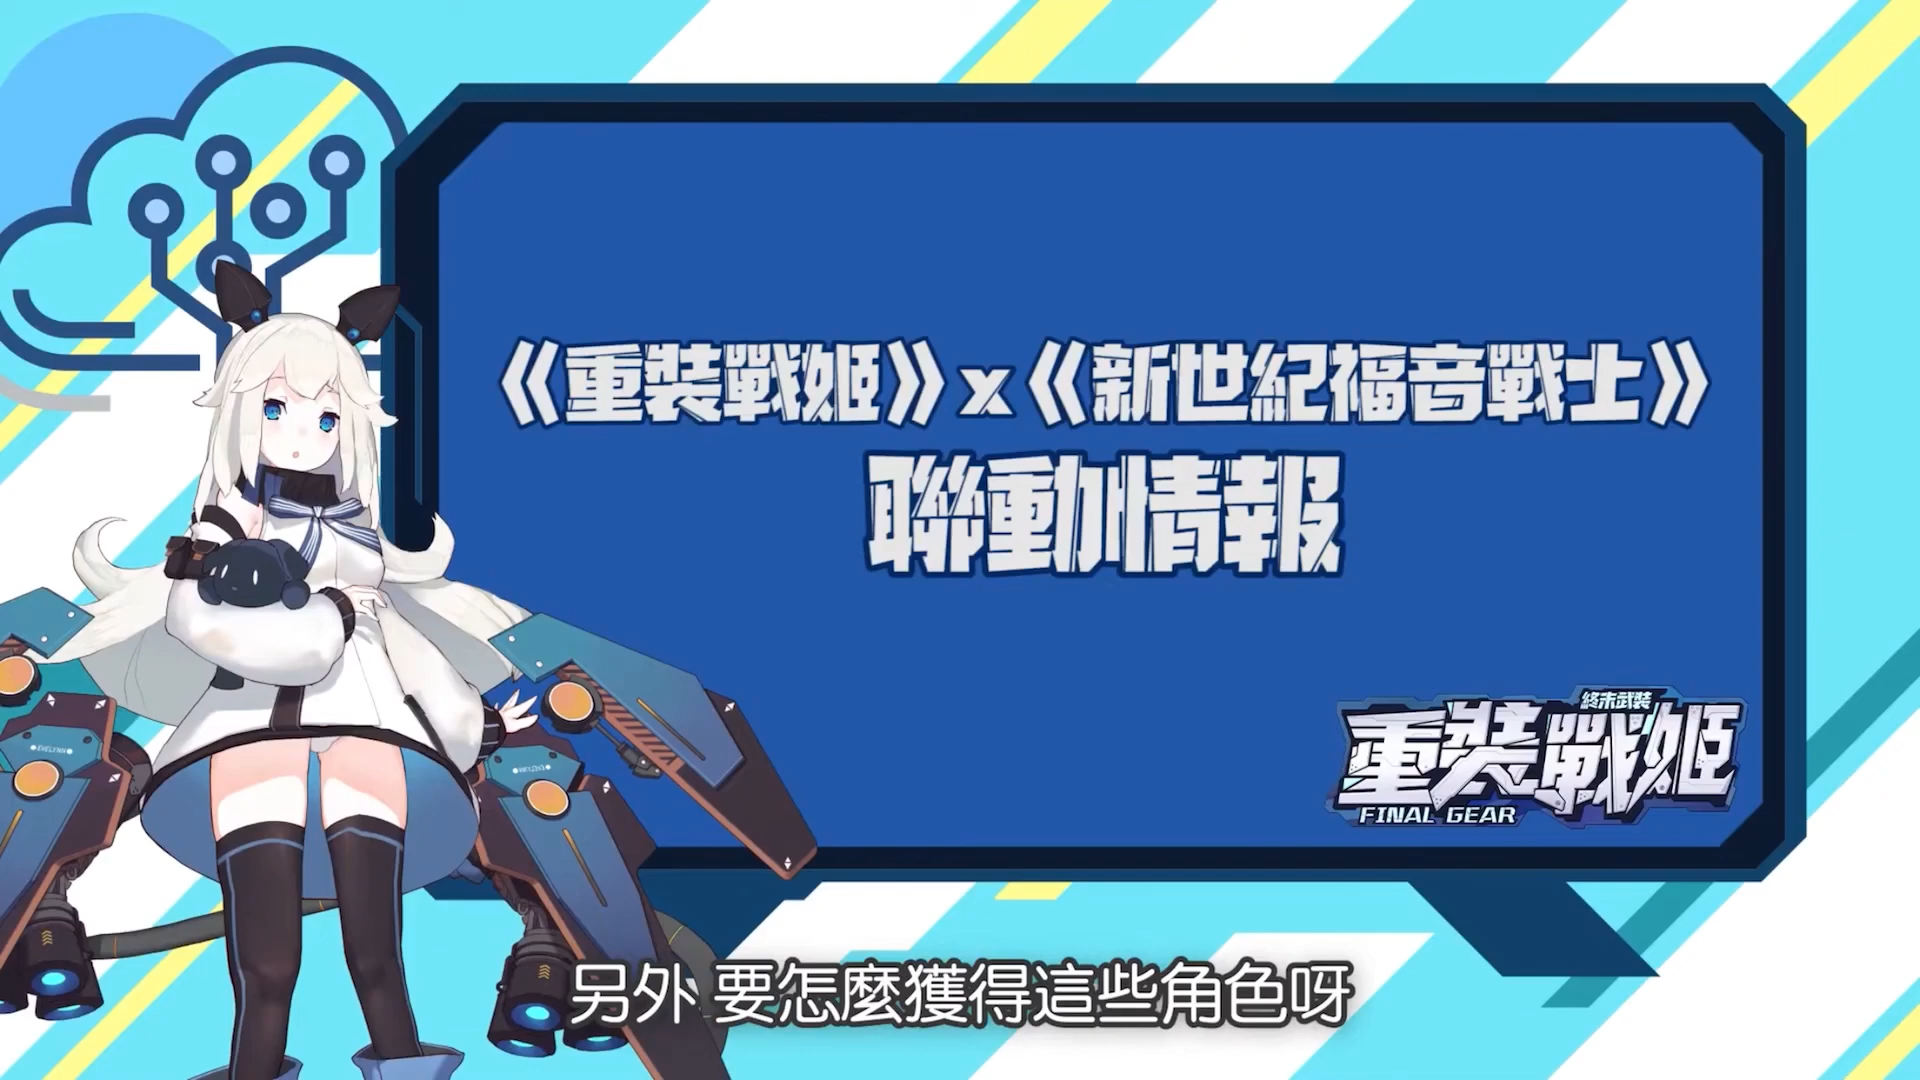 《重裝戰姬》x《新世紀福音戰士》
聯動情報
終末武裝
重裝戰姬
FINAL GEAR
EVELYNN
另外 要怎麼獲得這些角色呀